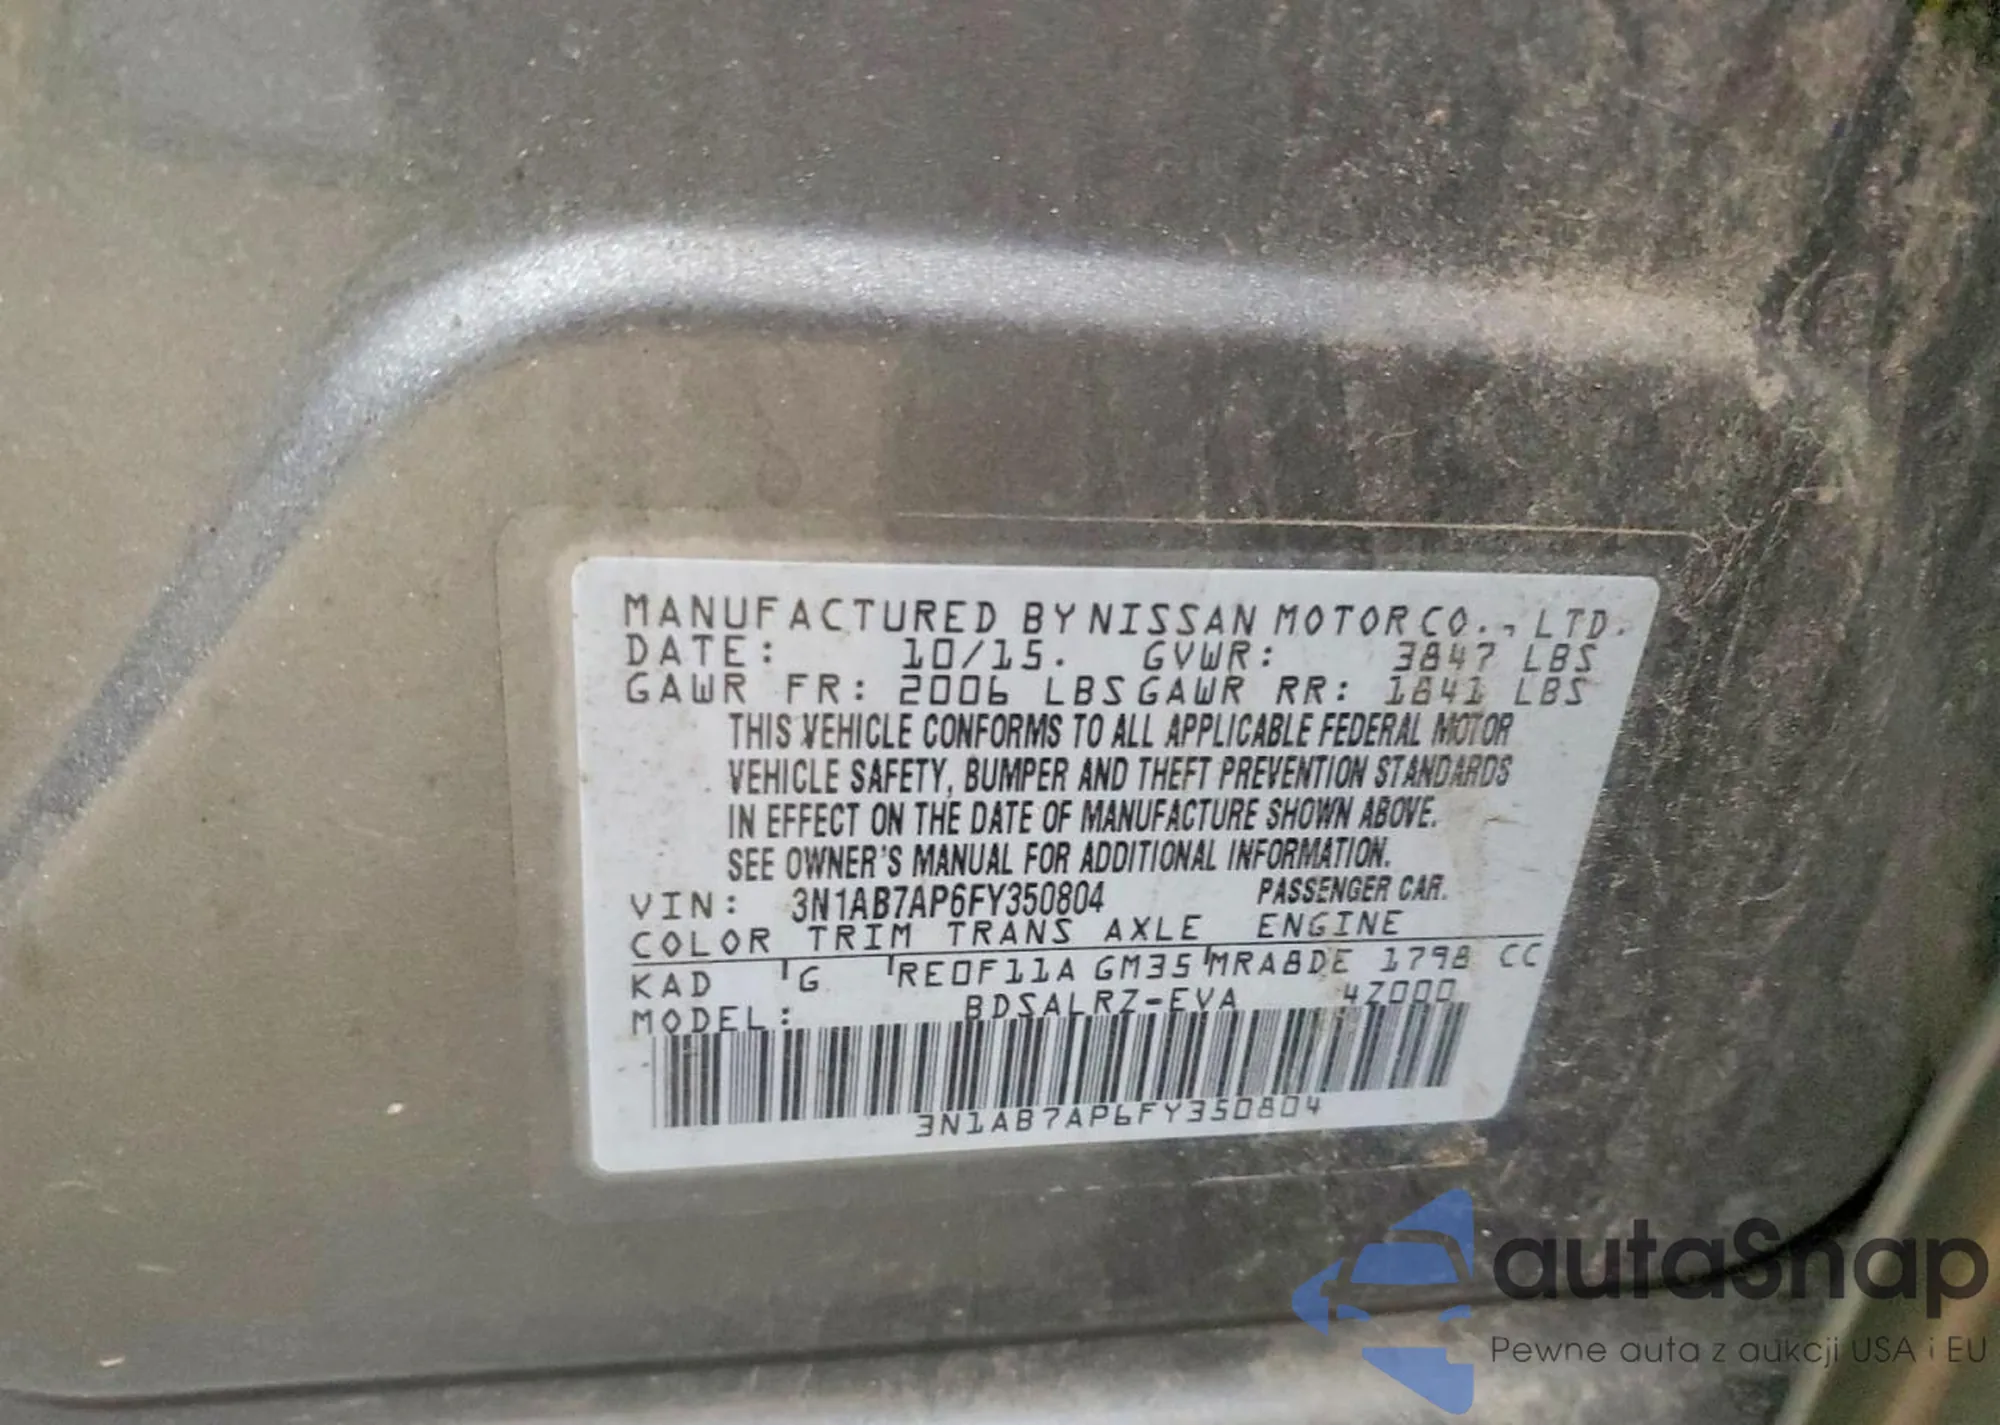 MANUFACTURED BY NISSAN MOTOR CO., LTD.
DATE: 10/15. GVWR: 3847 LBS
GAWR FR: 2006 LBS GAWR RR: 1841 LBS
THIS VEHICLE CONFORMS TO ALL APPLICABLE FEDERAL MOTOR
VEHICLE SAFETY, BUMPER AND THEFT PREVENTION STANDARDS
IN EFFECT ON THE DATE OF MANUFACTURE SHOWN ABOVE.
SEE OWNER'S MANUAL FOR ADDITIONAL INFORMATION.
VIN: 3N1AB7AP6FY350804 PASSENGER CAR.
COLOR TRIM TRANS AXLE ENGINE
KAD G RE0F11A GM35 MRA8DE 1798 CC
MODEL: BDSALRZ-EVA 4Z000
3N1AB7AP6FY350804
autaSnap
Pewne auta z aukcji USA i EU